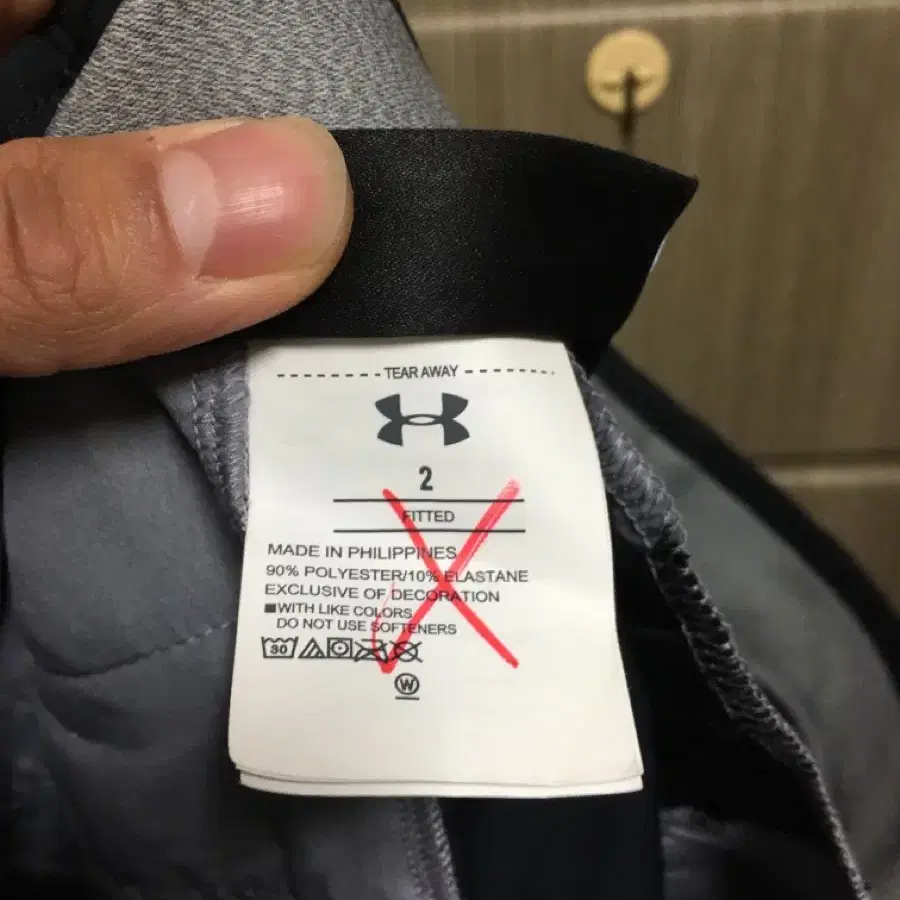 TEAR AWAY
2
FITTED
MADE IN PHILIPPINES
90% POLYESTER/10% ELASTANE
EXCLUSIVE OF DECORATION
WITH LIKE COLORS
DO NOT USE SOFTENERS
30
W